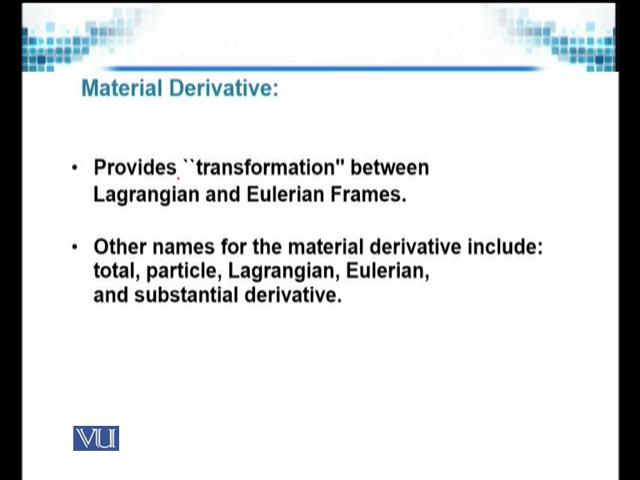 Material Derivative:
• Provides ``transformation" between
Lagrangian and Eulerian Frames.
• Other names for the material derivative include:
total, particle, Lagrangian, Eulerian,
and substantial derivative.
VU